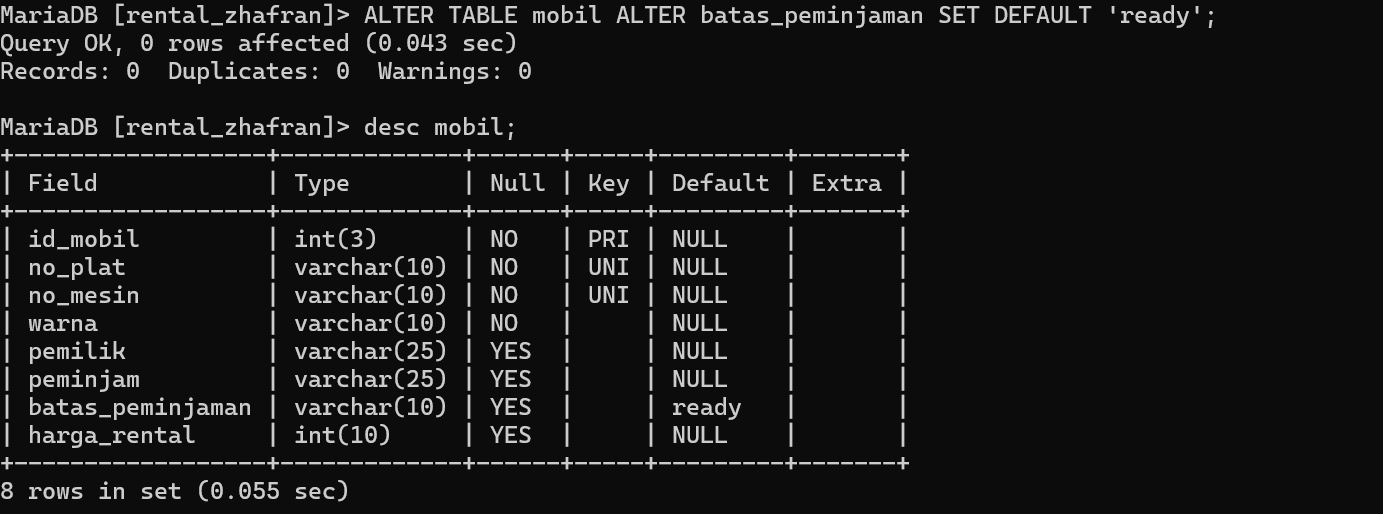 MariaDB [rental_zhafran]> ALTER TABLE mobil ALTER batas_peminjaman SET DEFAULT 'ready';
Query OK, 0 rows affected (0.043 sec)
Records: 0  Duplicates: 0  Warnings: 0

MariaDB [rental_zhafran]> desc mobil;
+------------------+-------------+------+-----+---------+-------+
| Field            | Type        | Null | Key | Default | Extra |
+------------------+-------------+------+-----+---------+-------+
| id_mobil         | int(3)      | NO   | PRI | NULL    |       |
| no_plat          | varchar(10) | NO   | UNI | NULL    |       |
| no_mesin         | varchar(10) | NO   | UNI | NULL    |       |
| warna            | varchar(10) | NO   |     | NULL    |       |
| pemilik          | varchar(25) | YES  |     | NULL    |       |
| peminjam         | varchar(25) | YES  |     | NULL    |       |
| batas_peminjaman | varchar(10) | YES  |     | ready   |       |
| harga_rental     | int(10)     | YES  |     | NULL    |       |
+------------------+-------------+------+-----+---------+-------+
8 rows in set (0.055 sec)